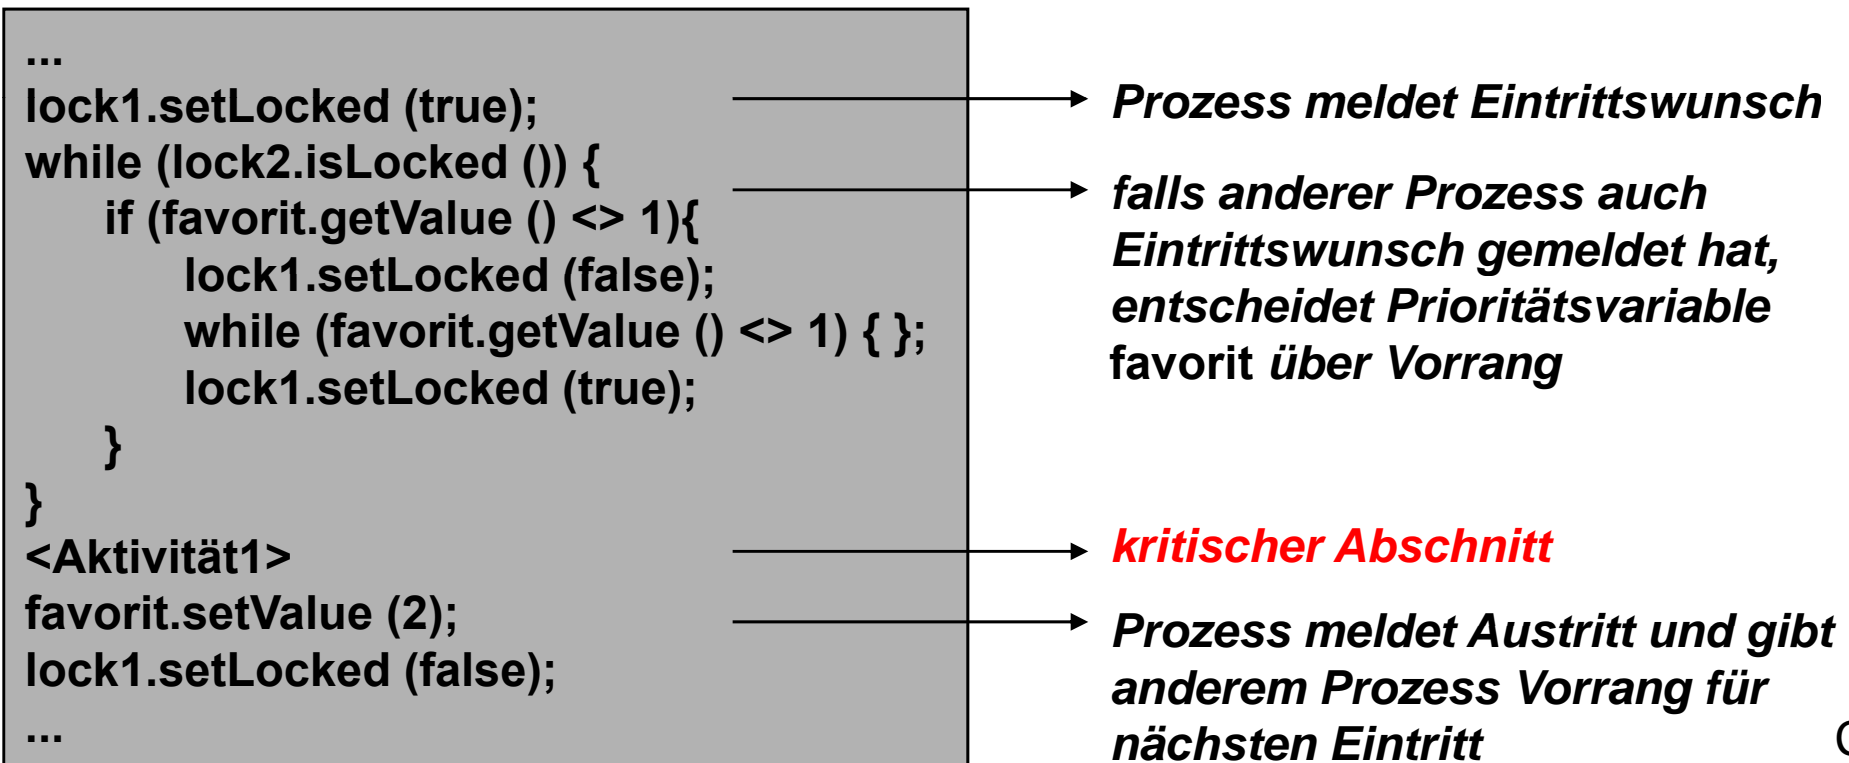 ...
lock1.setLocked (true);
while (lock2.isLocked ()) {
if (favorit.getValue () <> 1){
lock1.setLocked (false);
while (favorit.getValue () <> 1) { };
lock1.setLocked (true);
}
}
<Aktivität1>
favorit.setValue (2);
lock1.setLocked (false);
...
Prozess meldet Eintrittswunsch
falls anderer Prozess auch
Eintrittswunsch gemeldet hat,
entscheidet Prioritätsvariable
favorit über Vorrang
kritischer Abschnitt
Prozess meldet Austritt und gibt
anderem Prozess Vorrang für
nächsten Eintritt